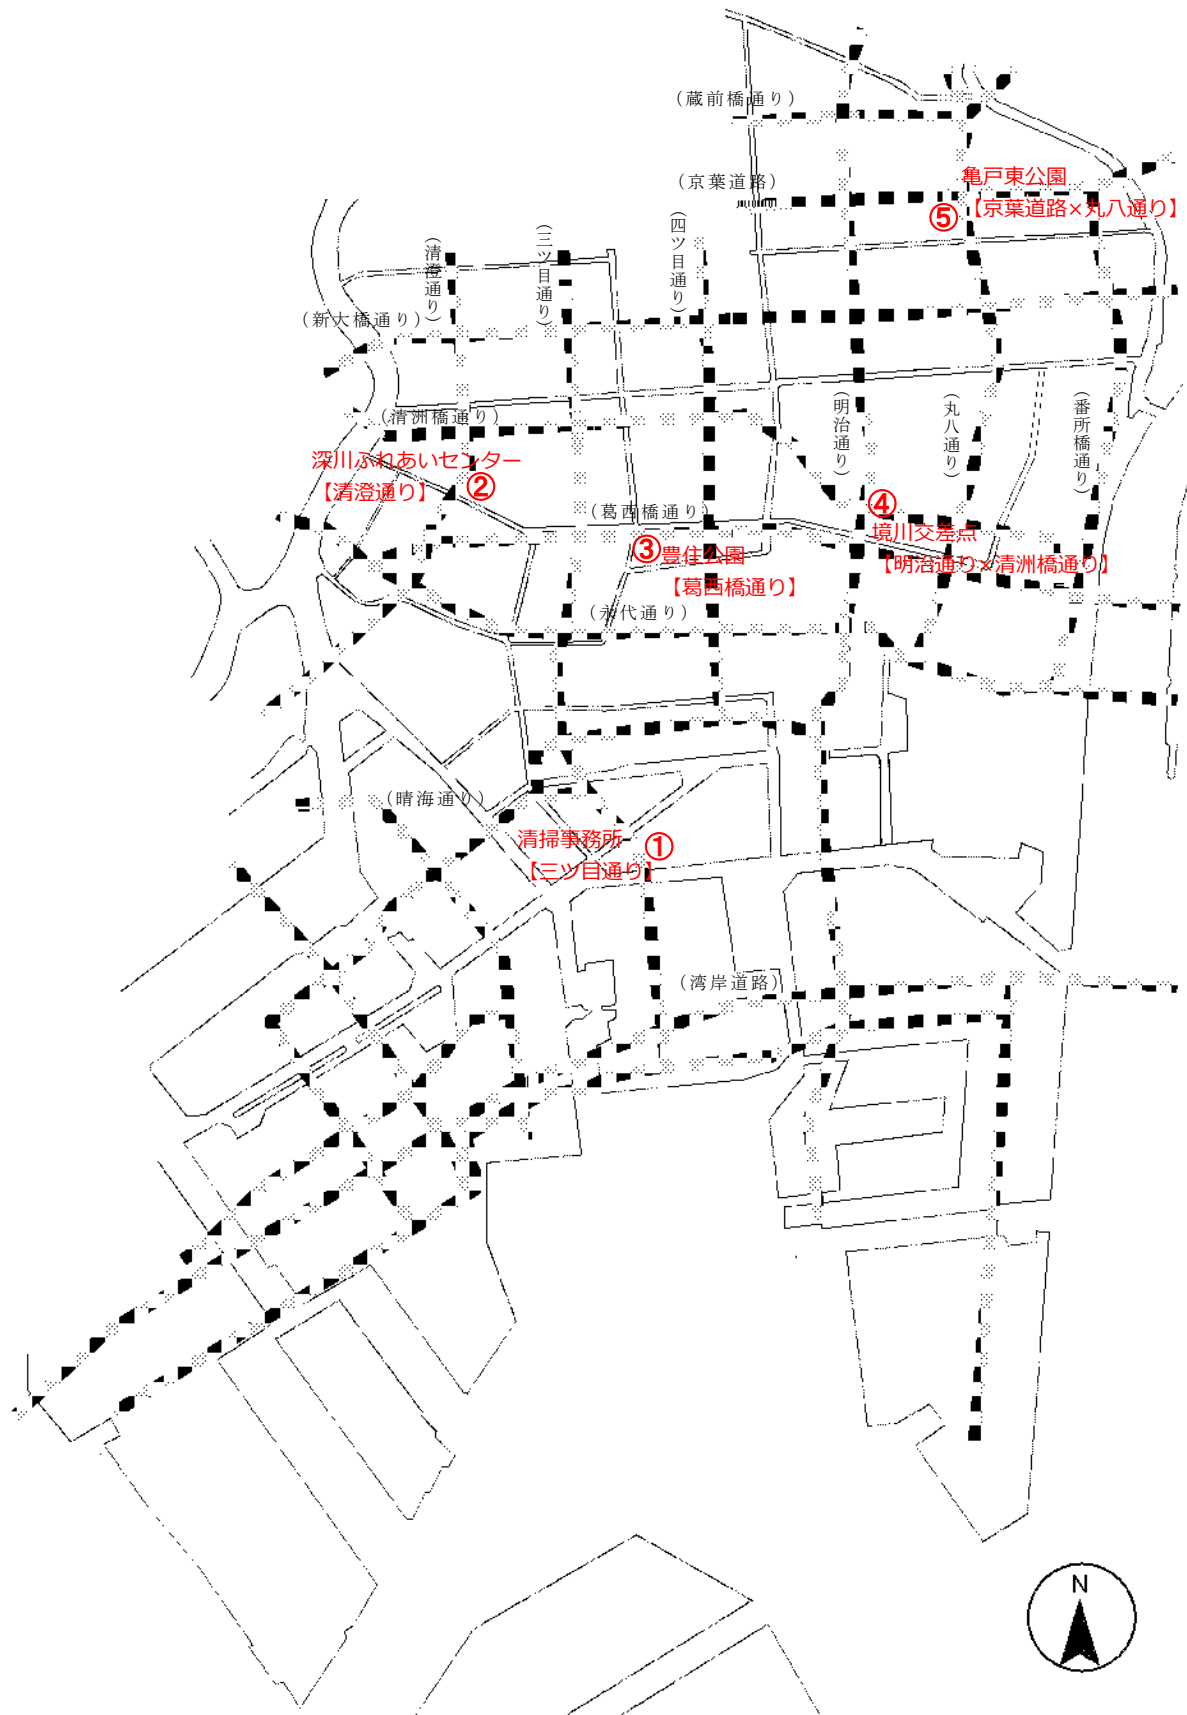 （蔵前橋通り）
（京葉道路）
亀戸東公園
【京葉道路×丸八通り】
⑤
（清澄通り）
（三ツ目通り）
（四ツ目通り）
（新大橋通り）
（清洲橋通り）
（明治通り）
（丸八通り）
（番所橋通り）
深川ふれあいセンター
【清澄通り】
②
（葛西橋通り）
④
境川交差点
【明治通り×清洲橋通り】
③豊住公園
【葛西橋通り】
（永代通り）
（晴海通り）
清掃事務所
【三ツ目通り】
①
（湾岸道路）
N